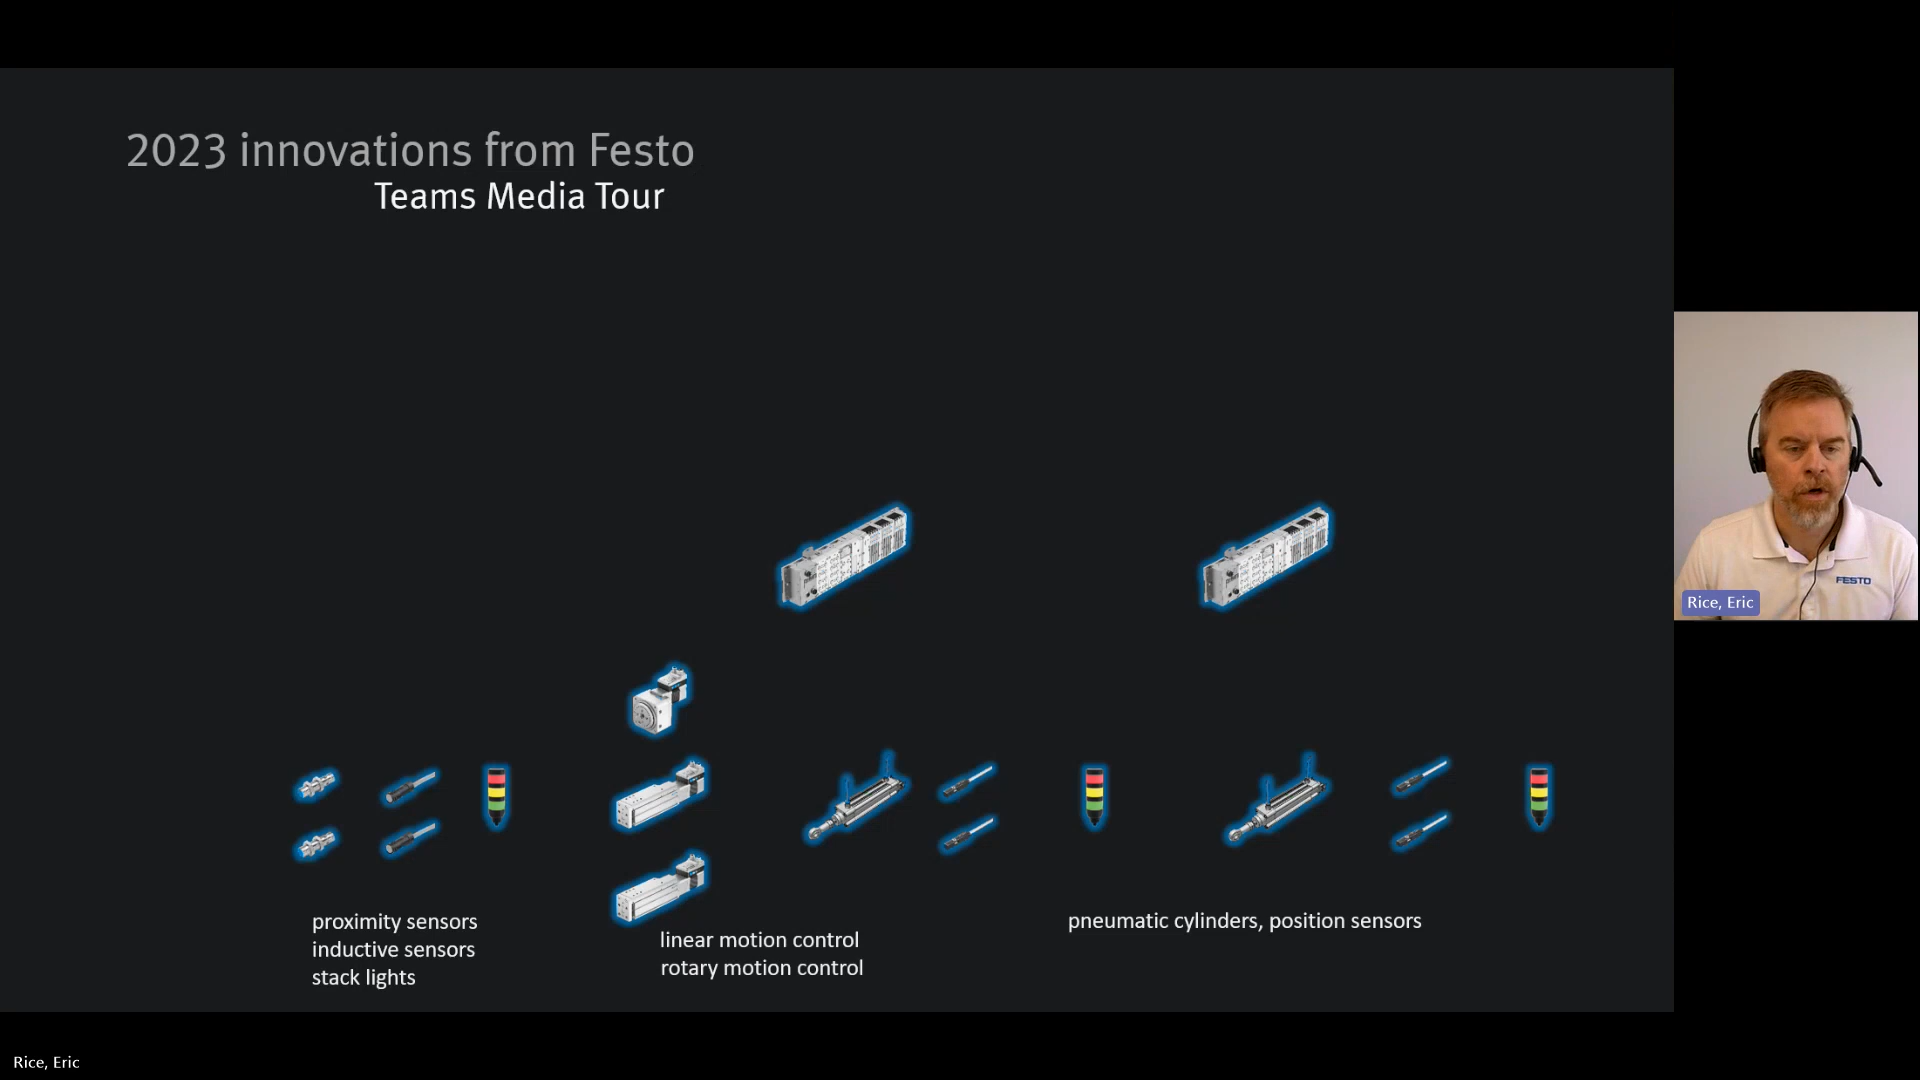 2023 innovations from Festo
Teams Media Tour
FESTO
Rice, Eric
proximity sensors
inductive sensors
stack lights
linear motion control
rotary motion control
pneumatic cylinders, position sensors
Rice, Eric